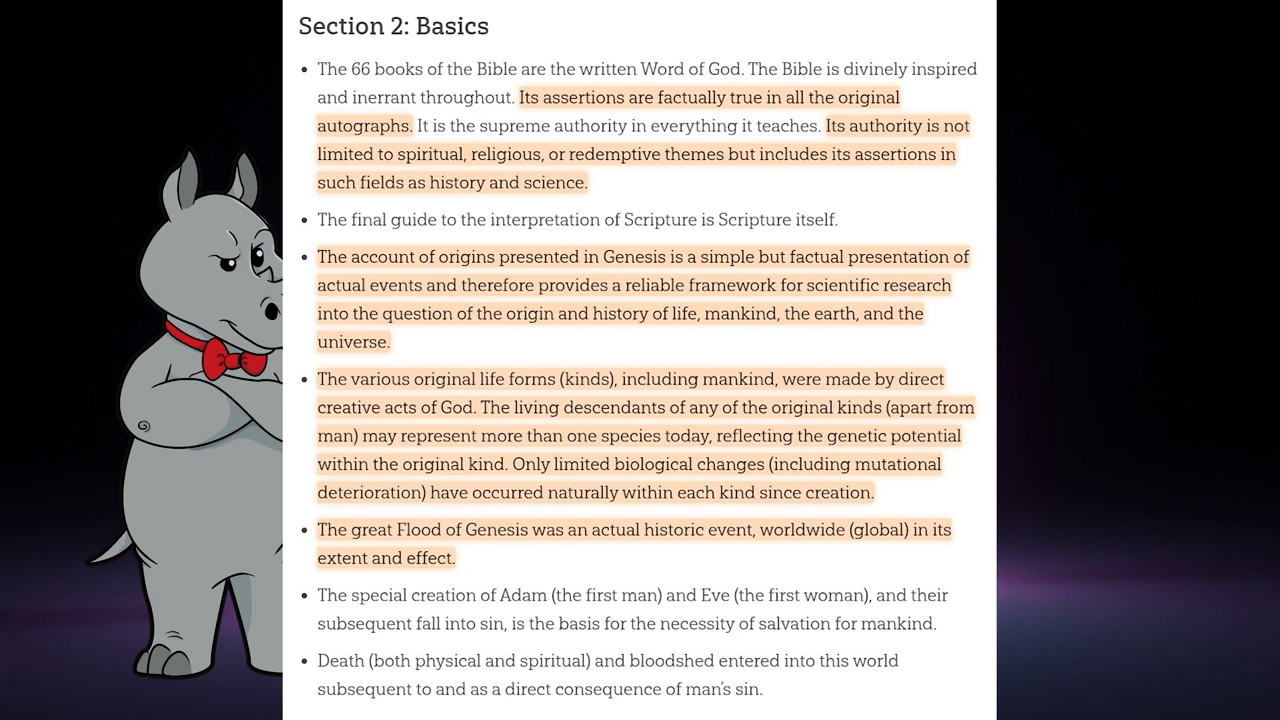 Section 2: Basics
The 66 books of the Bible are the written Word of God. The Bible is divinely inspired
and inerrant throughout. Its assertions are factually true in all the original
autographs. It is the supreme authority in everything it teaches. Its authority is not
limited to spiritual, religious, or redemptive themes but includes its assertions in
such fields as history and science.
The final guide to the interpretation of Scripture is Scripture itself.
The account of origins presented in Genesis is a simple but factual presentation of
actual events and therefore provides a reliable framework for scientific research
into the question of the origin and history of life, mankind, the earth, and the
universe.
The various original life forms (kinds), including mankind, were made by direct
creative acts of God. The living descendants of any of the original kinds (apart from
man) may represent more than one species today, reflecting the genetic potential
within the original kind. Only limited biological changes (including mutational
deterioration) have occurred naturally within each kind since creation.
The great Flood of Genesis was an actual historic event, worldwide (global) in its
extent and effect.
The special creation of Adam (the first man) and Eve (the first woman), and their
subsequent fall into sin, is the basis for the necessity of salvation for mankind.
Death (both physical and spiritual) and bloodshed entered into this world
subsequent to and as a direct consequence of man’s sin.